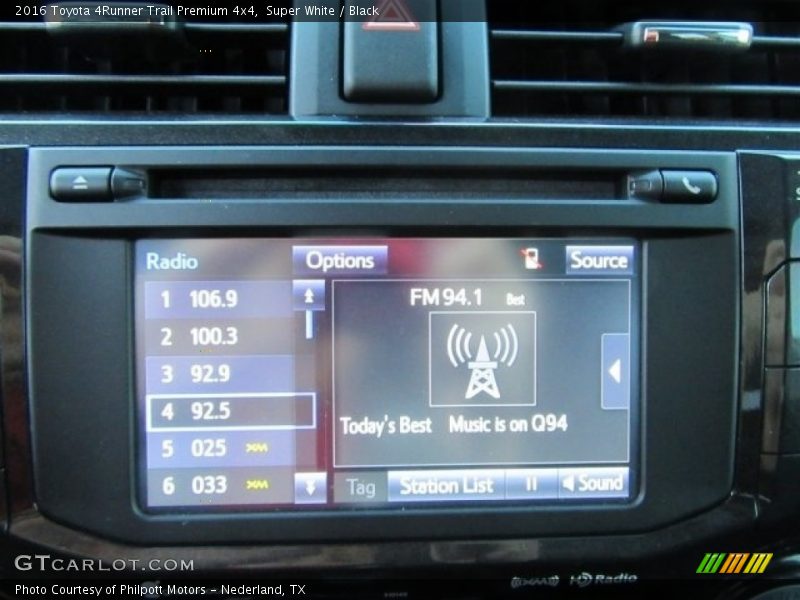 2016 Toyota 4Runner Trail Premium 4x4,  Super White / Black
Radio
Options
Source
1 106.9
2 100.3
3 92.9
4 92.5
5 025 XM
6 033 XM
FM 94.1 Best
Today's Best Music is on Q94
Tag
Station List
Sound
GTCARLOT.COM
HD Radio
Photo Courtesy of Philpott Motors - Nederland, TX